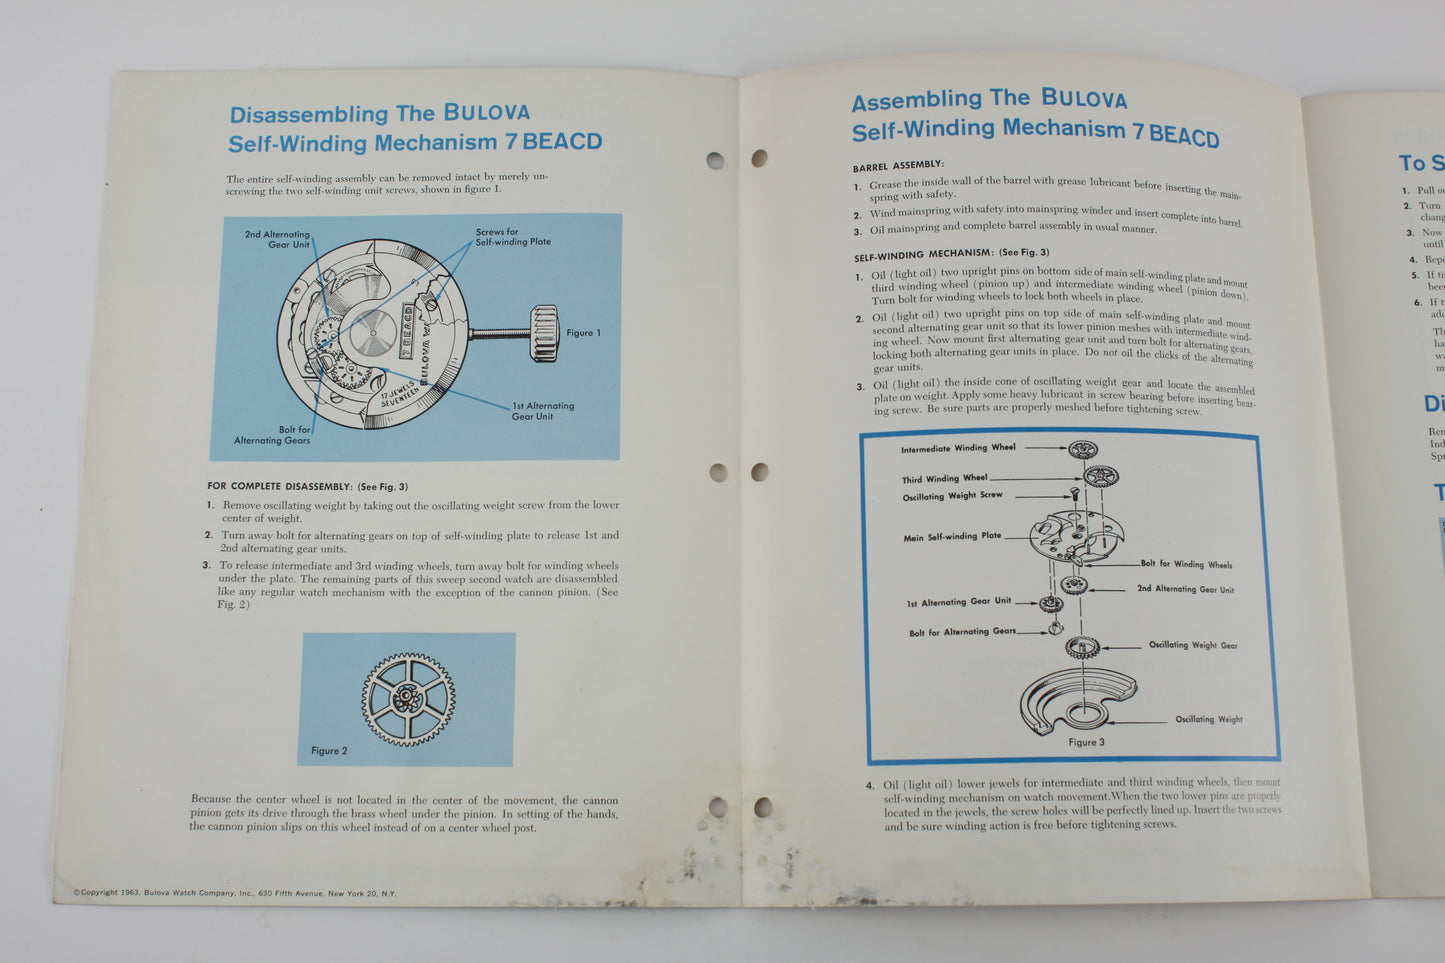 Disassembling The BULOVA
Self-Winding Mechanism 7 BEACD
The entire self-winding assembly can be removed intact by merely un-
screwing the two self-winding unit screws, shown in figure 1.
2nd Alternating
Gear Unit
Screws for
Self-winding Plate
7 BEACD
BULOVA
17 JEWELS
SEVENTEEN
Figure 1
1st Alternating
Gear Unit
Bolt for
Alternating Gears
FOR COMPLETE DISASSEMBLY: (See Fig. 3)
1. Remove oscillating weight by taking out the oscillating weight screw from the lower
center of weight.
2. Turn away bolt for alternating gears on top of self-winding plate to release 1st and
2nd alternating gear units.
3. To release intermediate and 3rd winding wheels, turn away bolt for winding wheels
under the plate. The remaining parts of this sweep second watch are disassembled
like any regular watch mechanism with the exception of the cannon pinion. (See
Fig. 2)
Figure 2
Because the center wheel is not located in the center of the movement, the cannon
pinion gets its drive through the brass wheel under the pinion. In setting of the hands,
the cannon pinion slips on this wheel instead of on a center wheel post.
©Copyright 1963, Bulova Watch Company, Inc., 630 Fifth Avenue, New York 20, N.Y.
Assembling The BULOVA
Self-Winding Mechanism 7 BEACD
BARREL ASSEMBLY:
1. Grease the inside wall of the barrel with grease lubricant before inserting the main-
spring with safety.
2. Wind mainspring with safety into mainspring winder and insert complete into barrel.
3. Oil mainspring and complete barrel assembly in usual manner.
SELF-WINDING MECHANISM: (See Fig. 3)
1. Oil (light oil) two upright pins on bottom side of main self-winding plate and mount
third winding wheel (pinion up) and intermediate winding wheel (pinion down).
Turn bolt for winding wheels to lock both wheels in place.
2. Oil (light oil) two upright pins on top side of main self-winding plate and mount
second alternating gear unit so that its lower pinion meshes with intermediate wind-
ing wheel. Now mount first alternating gear unit and turn bolt for alternating gears,
locking both alternating gear units in place. Do not oil the clicks of the alternating
gear units.
3. Oil (light oil) the inside cone of oscillating weight gear and locate the assembled
plate on weight. Apply some heavy lubricant in screw bearing before inserting bear-
ing screw. Be sure parts are properly meshed before tightening screw.
Intermediate Winding Wheel
Third Winding Wheel
Oscillating Weight Screw
Main Self-winding Plate
Bolt for Winding Wheels
2nd Alternating Gear Unit
1st Alternating Gear Unit
Bolt for Alternating Gears
Oscillating Weight Gear
Oscillating Weight
Figure 3
4. Oil (light oil) lower jewels for intermediate and third winding wheels, then mount
self-winding mechanism on watch movement. When the two lower pins are properly
located in the jewels, the screw holes will be perfectly lined up. Insert the two screws
and be sure winding action is free before tightening screws.
To S
1. Pull o
2. Turn
chang
3. Now
until
4. Repe
5. If ti
bee
6. If t
add
Th
ha
wa
m
Di
Ren
Ind
Spr
T